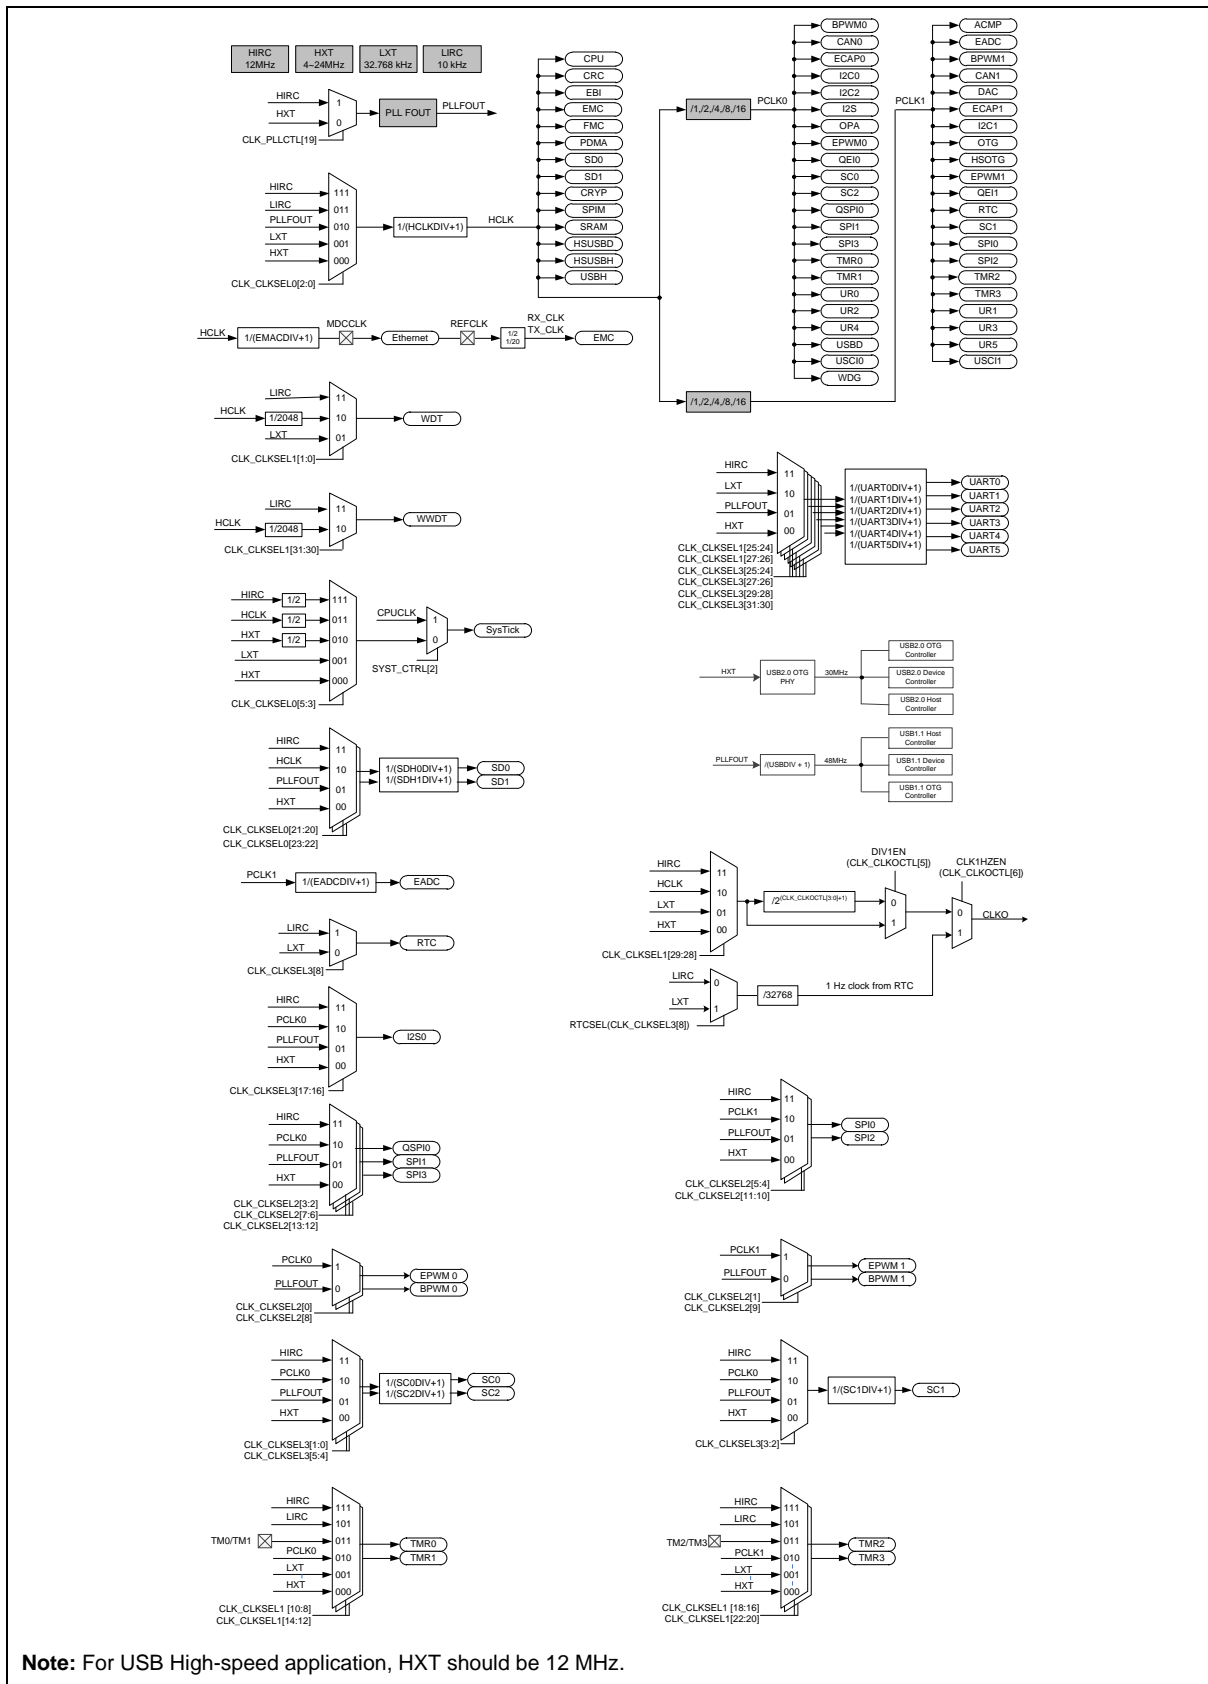 HIRC
12MHz
HXT
4~24MHz
LXT
32.768 kHz
LIRC
10 kHz
HIRC
HXT
1
0
PLL FOUT
PLLFOUT
CLK_PLLCTL[19]
HIRC
LIRC
PLLFOUT
LXT
HXT
111
011
010
001
000
1/(HCLKDIV+1)
HCLK
CLK_CLKSEL0[2:0]
CPU
CRC
EBI
EMC
FMC
PDMA
SD0
SD1
CRYP
SPIM
SRAM
HSUSBD
HSUSBH
USBH
/1,/2,/4,/8,/16
PCLK0
BPWM0
CAN0
ECAP0
I2C0
I2C2
I2S
OPA
EPWM0
QEI0
SC0
SC2
QSPI0
SPI1
SPI3
TMR0
TMR1
UR0
UR2
UR4
USBD
USCI0
WDG
/1,/2,/4,/8,/16
PCLK1
ACMP
EADC
BPWM1
CAN1
DAC
ECAP1
I2C1
OTG
HSOTG
EPWM1
QEI1
RTC
SC1
SPI0
SPI2
TMR2
TMR3
UR1
UR3
UR5
USCI1
HCLK
1/(EMACDIV+1)
MDCCLK
Ethernet
REFCLK
1/2
1/20
RX_CLK
TX_CLK
EMC
LIRC
HCLK
1/2048
LXT
11
10
01
WDT
CLK_CLKSEL1[1:0]
LIRC
HCLK
1/2048
11
10
WWDT
CLK_CLKSEL1[31:30]
HIRC
LXT
PLLFOUT
HXT
11
10
01
00
CLK_CLKSEL1[25:24]
CLK_CLKSEL1[27:26]
CLK_CLKSEL3[25:24]
CLK_CLKSEL3[27:26]
CLK_CLKSEL3[29:28]
CLK_CLKSEL3[31:30]
1/(UART0DIV+1)
1/(UART1DIV+1)
1/(UART2DIV+1)
1/(UART3DIV+1)
1/(UART4DIV+1)
1/(UART5DIV+1)
UART0
UART1
UART2
UART3
UART4
UART5
HIRC
1/2
HCLK
1/2
HXT
1/2
LXT
HXT
111
011
010
001
000
CPUCLK
1
0
SysTick
SYST_CTRL[2]
CLK_CLKSEL0[5:3]
HXT
USB2.0 OTG
PHY
30MHz
USB2.0 OTG
Controller
USB2.0 Device
Controller
USB2.0 Host
Controller
PLLFOUT
/(USBDIV + 1)
48MHz
USB1.1 Host
Controller
USB1.1 Device
Controller
USB1.1 OTG
Controller
HIRC
HCLK
PLLFOUT
HXT
11
10
01
00
1/(SDH0DIV+1)
1/(SDH1DIV+1)
SD0
SD1
CLK_CLKSEL0[21:20]
CLK_CLKSEL0[23:22]
PCLK1
1/(EADCDIV+1)
EADC
LIRC
LXT
1
0
RTC
CLK_CLKSEL3[8]
HIRC
HCLK
LXT
HXT
11
10
01
00
/2(CLK_CLKOCTL[3:0]+1)
DIV1EN
(CLK_CLKOCTL[5])
0
1
CLK1HZEN
(CLK_CLKOCTL[6])
0
1
CLKO
CLK_CLKSEL1[29:28]
LIRC
LXT
0
1
/32768
1 Hz clock from RTC
RTCSEL(CLK_CLKSEL3[8])
HIRC
PCLK0
PLLFOUT
HXT
11
10
01
00
I2S0
CLK_CLKSEL3[17:16]
HIRC
PCLK0
PLLFOUT
HXT
11
10
01
00
QSPI0
SPI1
SPI3
CLK_CLKSEL2[3:2]
CLK_CLKSEL2[7:6]
CLK_CLKSEL2[13:12]
HIRC
PCLK1
PLLFOUT
HXT
11
10
01
00
SPI0
SPI2
CLK_CLKSEL2[5:4]
CLK_CLKSEL2[11:10]
PCLK0
PLLFOUT
1
0
EPWM 0
BPWM 0
CLK_CLKSEL2[0]
CLK_CLKSEL2[8]
PCLK1
PLLFOUT
1
0
EPWM 1
BPWM 1
CLK_CLKSEL2[1]
CLK_CLKSEL2[9]
HIRC
PCLK0
PLLFOUT
HXT
11
10
01
00
1/(SC0DIV+1)
1/(SC2DIV+1)
SC0
SC2
CLK_CLKSEL3[1:0]
CLK_CLKSEL3[5:4]
HIRC
PCLK0
PLLFOUT
HXT
11
10
01
00
1/(SC1DIV+1)
SC1
CLK_CLKSEL3[3:2]
HIRC
LIRC
TM0/TM1
PCLK0
LXT
HXT
111
101
011
010
001
000
TMR0
TMR1
CLK_CLKSEL1 [10:8]
CLK_CLKSEL1[14:12]
HIRC
LIRC
TM2/TM3
PCLK1
LXT
HXT
111
101
011
010
001
000
TMR2
TMR3
CLK_CLKSEL1 [18:16]
CLK_CLKSEL1[22:20]
Note: For USB High-speed application, HXT should be 12 MHz.